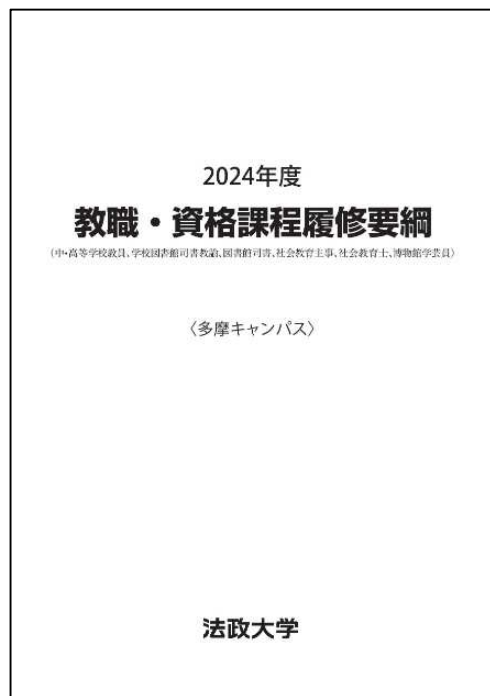 2024年度
教職・資格課程履修要綱
(中・高等学校教員、学校図書館司書教諭、図書館司書、社会教育主事、社会教育士、博物館学芸員)
〈多摩キャンパス〉
法政大学